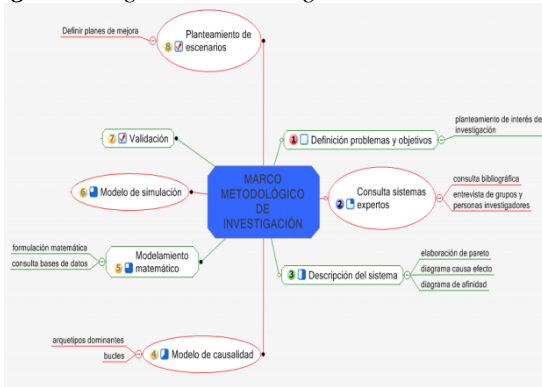 Definir planes de mejora
8 Planteamiento de
escenarios
7 Validación
1 Definición problemas y objetivos
planteamiento de interés de
investigación
MARCO
METODOLÓGICO
DE
INVESTIGACIÓN
6 Modelo de simulación
2 Consulta sistemas
expertos
consulta bibliográfica
entrevista de grupos y
personas investigadores
formulación matemática
consulta bases de datos
5 Modelamiento
matemático
3 Descripción del sistema
elaboración de pareto
diagrama causa efecto
diagrama de afinidad
arquetipos dominantes
bucles
4 Modelo de causalidad